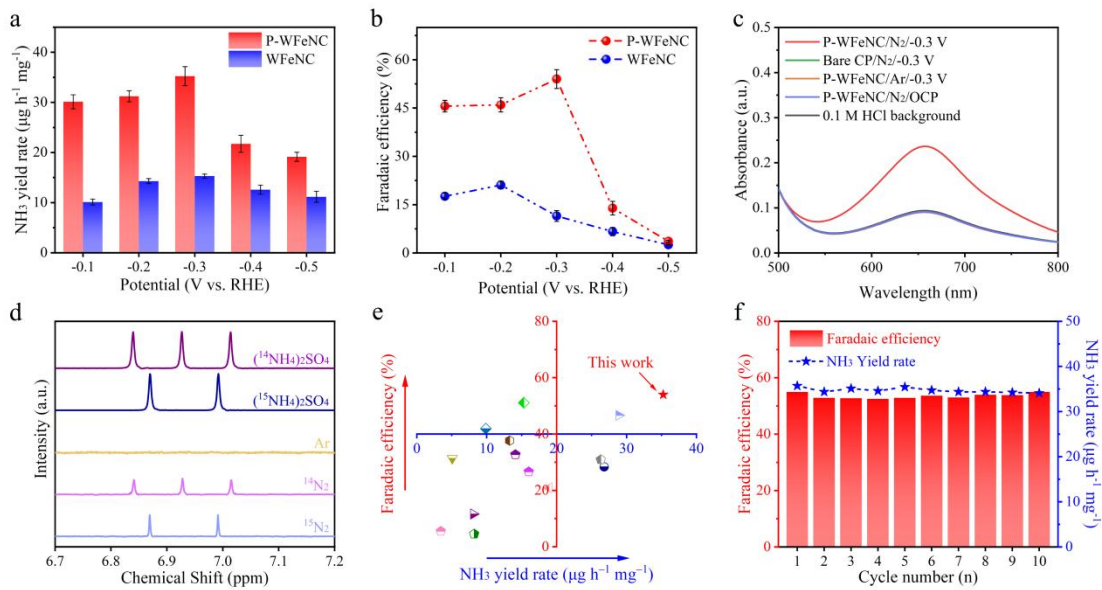 a
NH₃ yield rate (μg h⁻¹ mg⁻¹)
40
30
20
10
0
P-WFeNC
WFeNC
-0.1 -0.2 -0.3 -0.4 -0.5
Potential (V vs. RHE)
b
Faradaic efficiency (%)
60
45
30
15
0
P-WFeNC
WFeNC
-0.1 -0.2 -0.3 -0.4 -0.5
Potential (V vs. RHE)
c
Absorbance (a.u.)
0.5
0.4
0.3
0.2
0.1
0.0
P-WFeNC/N₂/-0.3 V
Bare CP/N₂/-0.3 V
P-WFeNC/Ar/-0.3 V
P-WFeNC/N₂/OCP
0.1 M HCl background
500 600 700 800
Wavelength (nm)
d
Intensity (a.u.)
(¹⁴NH₄)₂SO₄
(¹⁵NH₄)₂SO₄
Ar
¹⁴N₂
¹⁵N₂
6.7 6.8 6.9 7.0 7.1 7.2
Chemical Shift (ppm)
e
Faradaic efficiency (%)
80
60
40
20
0
This work
0 10 20 30 40
NH₃ yield rate (μg h⁻¹ mg⁻¹)
f
Faradaic efficiency (%)
80
60
40
20
0
Faradaic efficiency
NH₃ Yield rate
50
40
30
20
10
0
NH₃ yield rate (μg h⁻¹ mg⁻¹)
1 2 3 4 5 6 7 8 9 10
Cycle number (n)